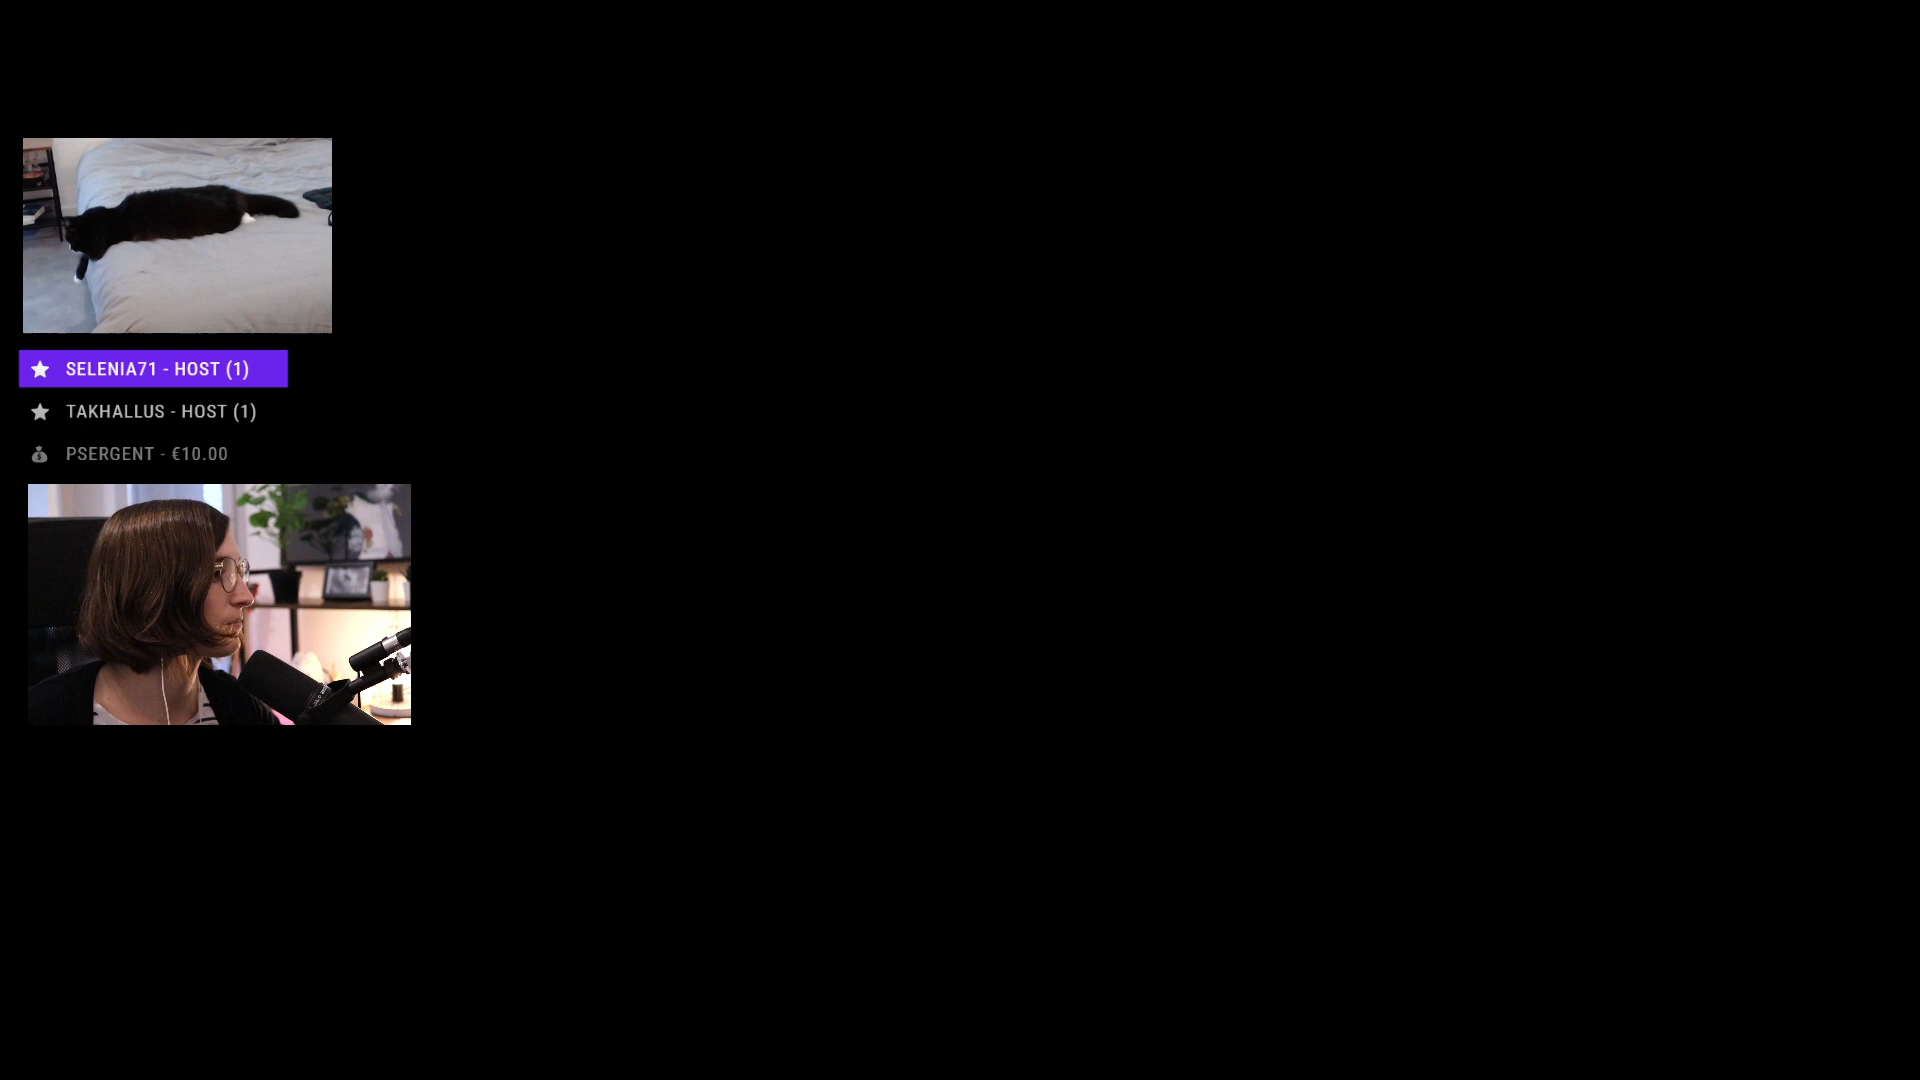 SELENIA71 - HOST (1)
TAKHALLUS - HOST (1)
PSERGENT - €10.00